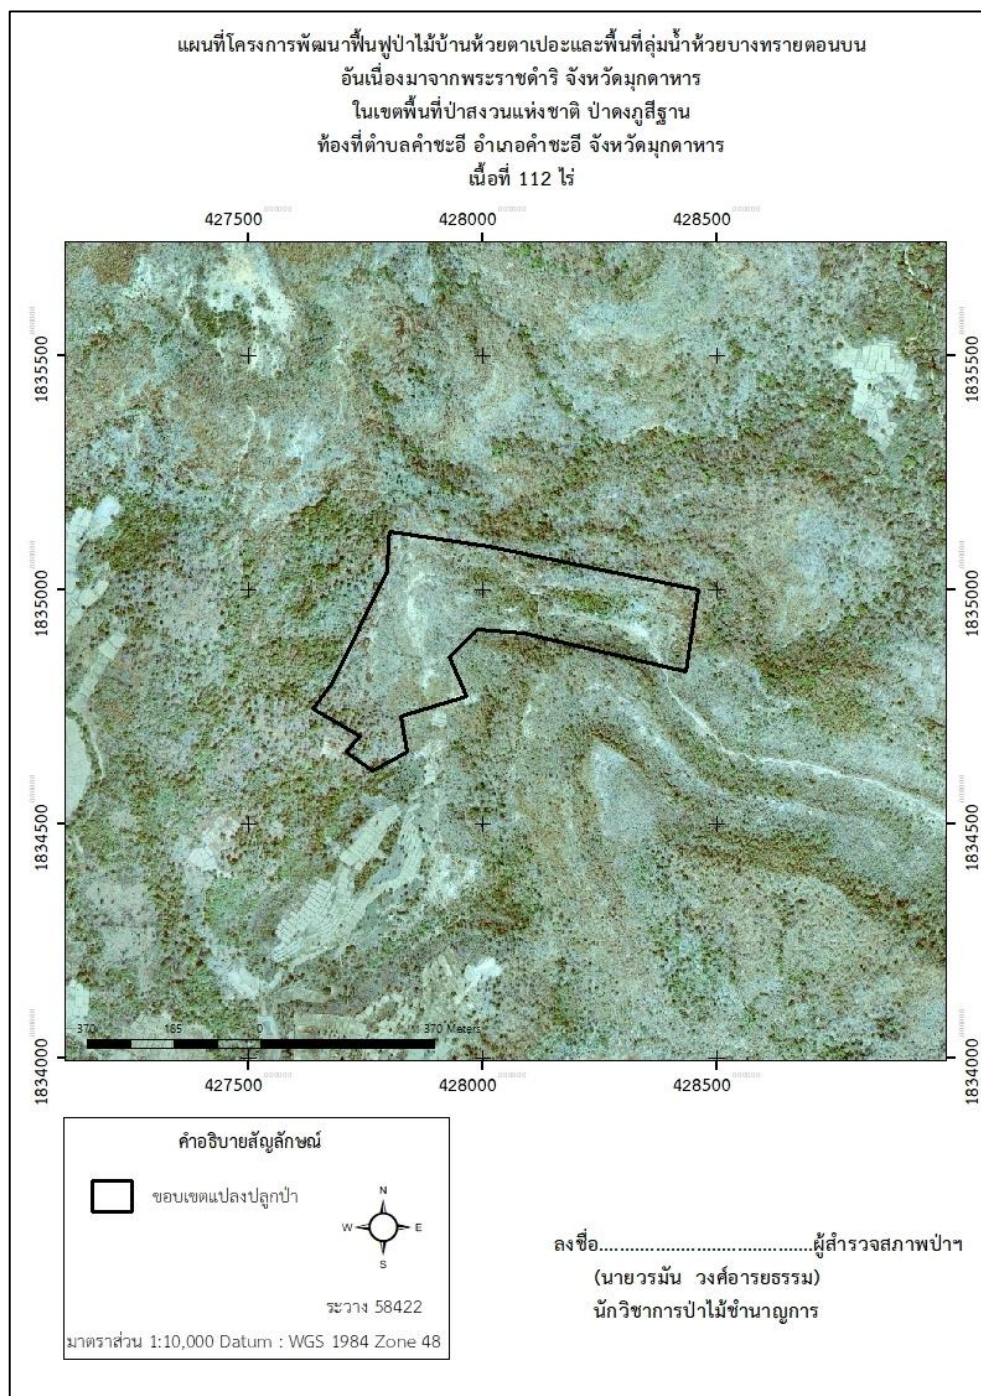 แผนที่โครงการพัฒนาฟื้นฟูป่าไม้บ้านห้วยตาเปอะและพื้นที่ลุ่มน้ำห้วยบางทรายตอนบน
อันเนื่องมาจากพระราชดำริ จังหวัดมุกดาหาร
ในเขตพื้นที่ป่าสงวนแห่งชาติ ป่าดงภูสีฐาน
ท้องที่ตำบลคำชะอี อำเภอคำชะอี จังหวัดมุกดาหาร
เนื้อที่ 112 ไร่
427500 428000 428500
1835500 1835500
1835000 1835000
1834500 1834500
1834000 1834000
370 185 0 370 Meters
427500 428000 428500
คำอธิบายสัญลักษณ์
ขอบเขตแปลงปลูกป่า
N
W E
S
ระวาง 58422
มาตราส่วน 1:10,000 Datum : WGS 1984 Zone 48
ลงชื่อ.......................................ผู้สำรวจสภาพป่าฯ
(นายวรมัน วงศ์อารยธรรม)
นักวิชาการป่าไม้ชำนาญการ